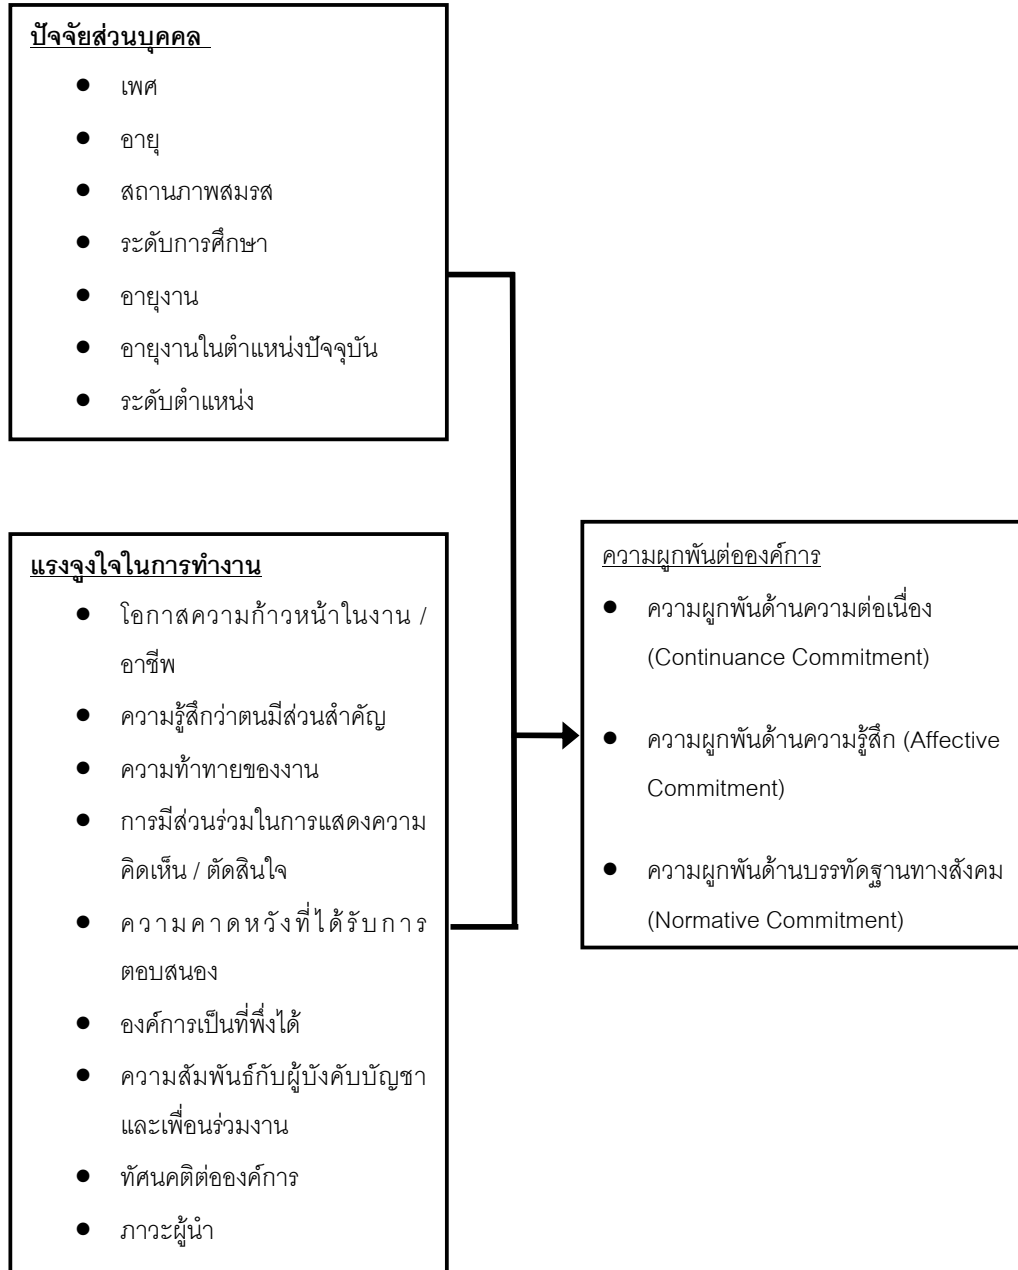 ปัจจัยส่วนบุคคล
● เพศ
● อายุ
● สถานภาพสมรส
● ระดับการศึกษา
● อายุงาน
● อายุงานในตำแหน่งปัจจุบัน
● ระดับตำแหน่ง
แรงจูงใจในการทำงาน
● โอกาสความก้าวหน้าในงาน /
อาชีพ
● ความรู้สึกว่าตนมีส่วนสำคัญ
● ความท้าทายของงาน
● การมีส่วนร่วมในการแสดงความ
คิดเห็น / ตัดสินใจ
● ความคาดหวังที่ได้รับการ
ตอบสนอง
● องค์การเป็นที่พึ่งได้
● ความสัมพันธ์กับผู้บังคับบัญชา
และเพื่อนร่วมงาน
● ทัศนคติต่อองค์การ
● ภาวะผู้นำ
ความผูกพันต่อองค์การ
● ความผูกพันด้านความต่อเนื่อง
(Continuance Commitment)
● ความผูกพันด้านความรู้สึก (Affective
Commitment)
● ความผูกพันด้านบรรทัดฐานทางสังคม
(Normative Commitment)